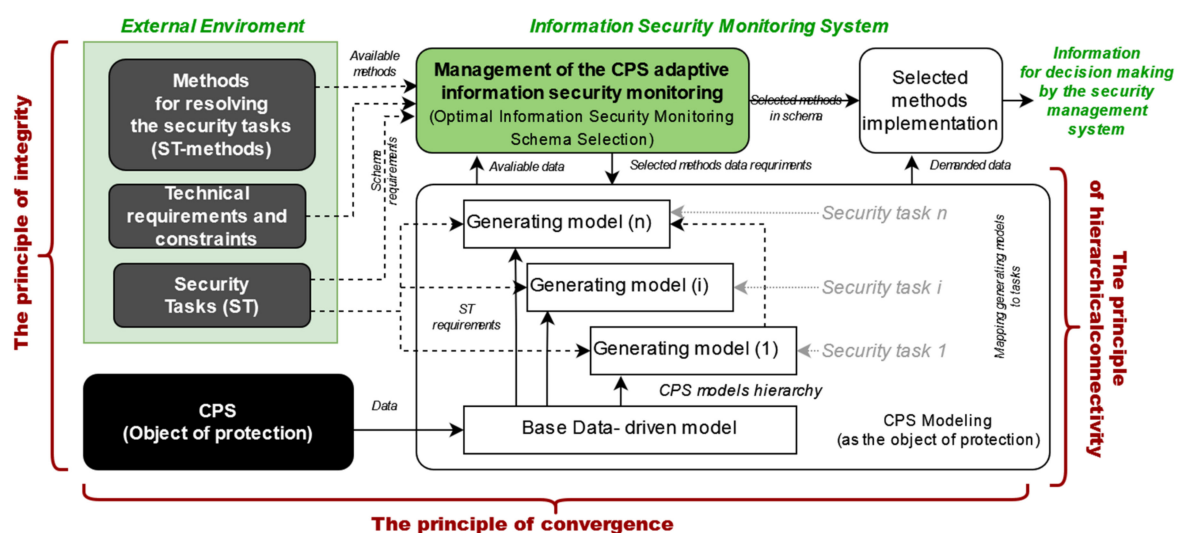 External Enviroment
Information Security Monitoring System
The principle of integrity
Methods
for resolving
the security tasks
(ST-methods)
Technical
requirements and
constraints
Security
Tasks (ST)
CPS
(Object of protection)
Available
methods
Schema
requirements
Management of the CPS adaptive
information security monitoring
(Optimal Information Security Monitoring
Schema Selection)
Selected methods
in schema
Selected
methods
implementation
Information
for decision making
by the security
management
system
Avaliable data
Selected methods data requriments
Demanded data
Generating model (n)
Security task n
Generating model (i)
Security task i
ST
requirements
Generating model (1)
Security task 1
Mapping generating models
to tasks
CPS models hierarchy
Data
Base Data- driven model
CPS Modeling
(as the object of protection)
The principle
of hierarchicalconnectivity
The principle of convergence